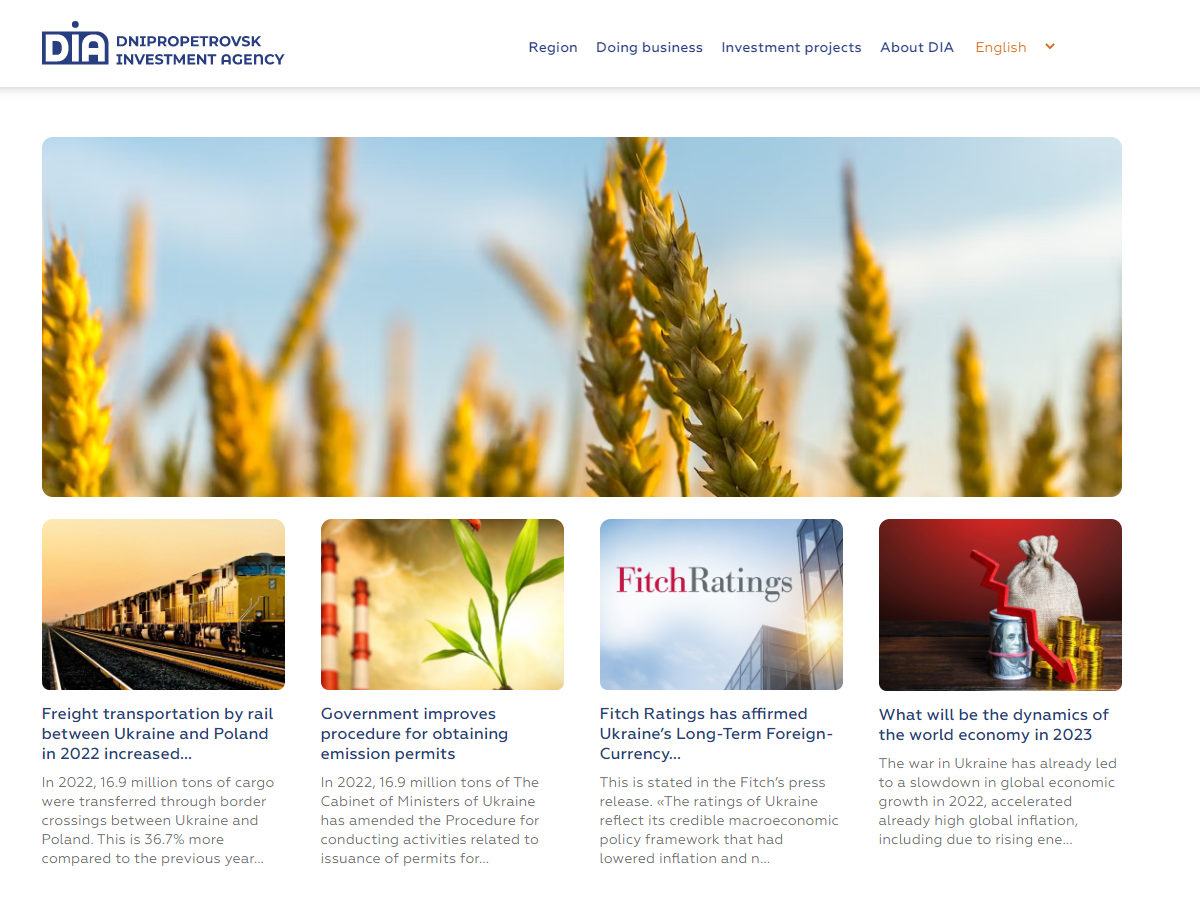 DIA DNIPROPETROVSK
INVESTMENT AGENCY
Region Doing business Investment projects About DIA English
Freight transportation by rail
between Ukraine and Poland
in 2022 increased...
In 2022, 16.9 million tons of cargo
were transferred through border
crossings between Ukraine and
Poland. This is 36.7% more
compared to the previous year...
Government improves
procedure for obtaining
emission permits
In 2022, 16.9 million tons of The
Cabinet of Ministers of Ukraine
has amended the Procedure for
conducting activities related to
issuance of permits for...
FitchRatings
Fitch Ratings has affirmed
Ukraine’s Long-Term Foreign-
Currency...
This is stated in the Fitch’s press
release. «The ratings of Ukraine
reflect its credible macroeconomic
policy framework that had
lowered inflation and n...
What will be the dynamics of
the world economy in 2023
The war in Ukraine has already led
to a slowdown in global economic
growth in 2022, accelerated
already high global inflation,
including due to rising ene...